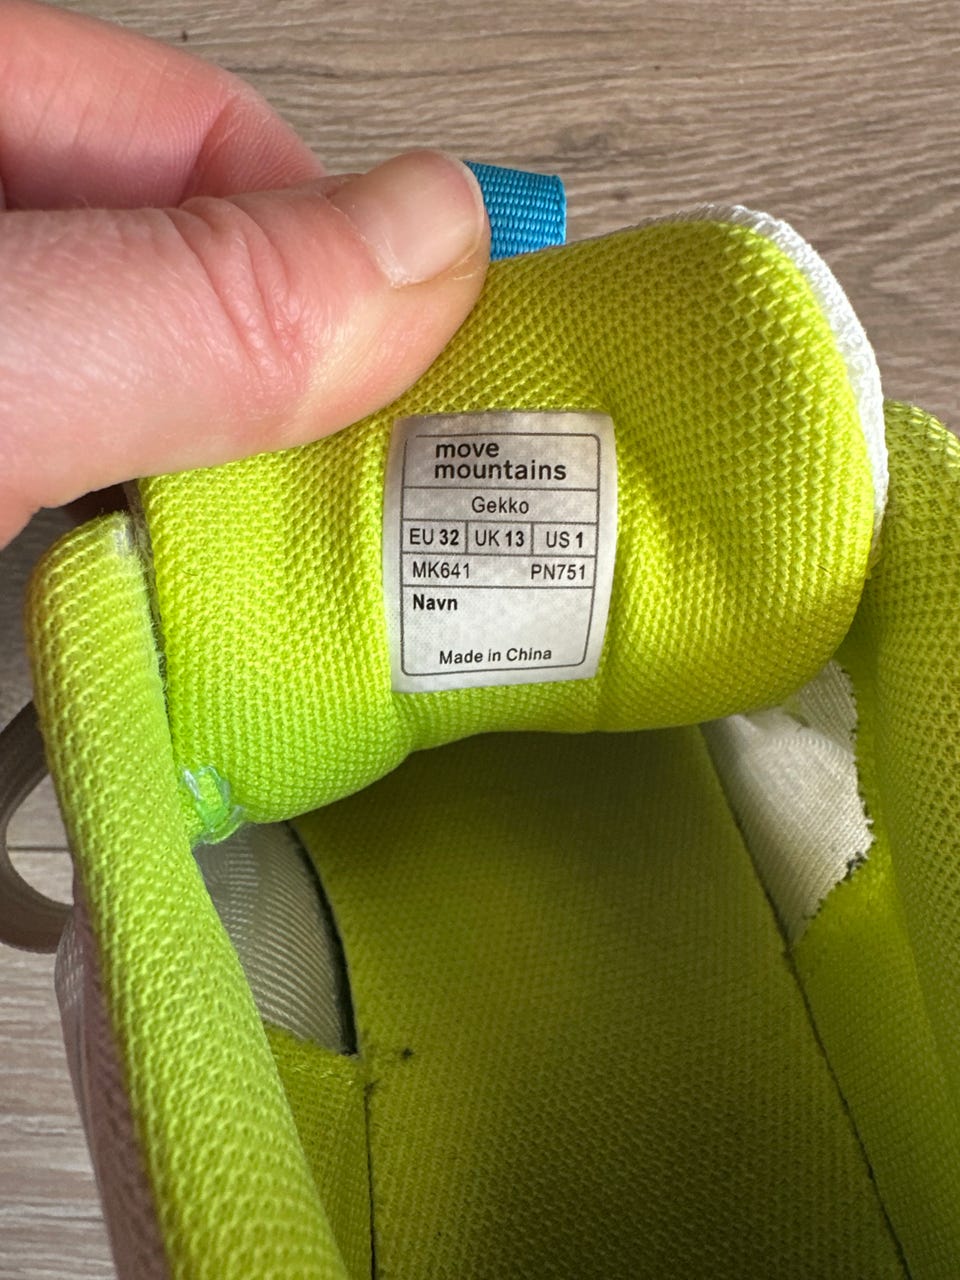 move
mountains
Gekko
EU 32 UK 13 US 1
MK641 PN751
Navn
Made in China